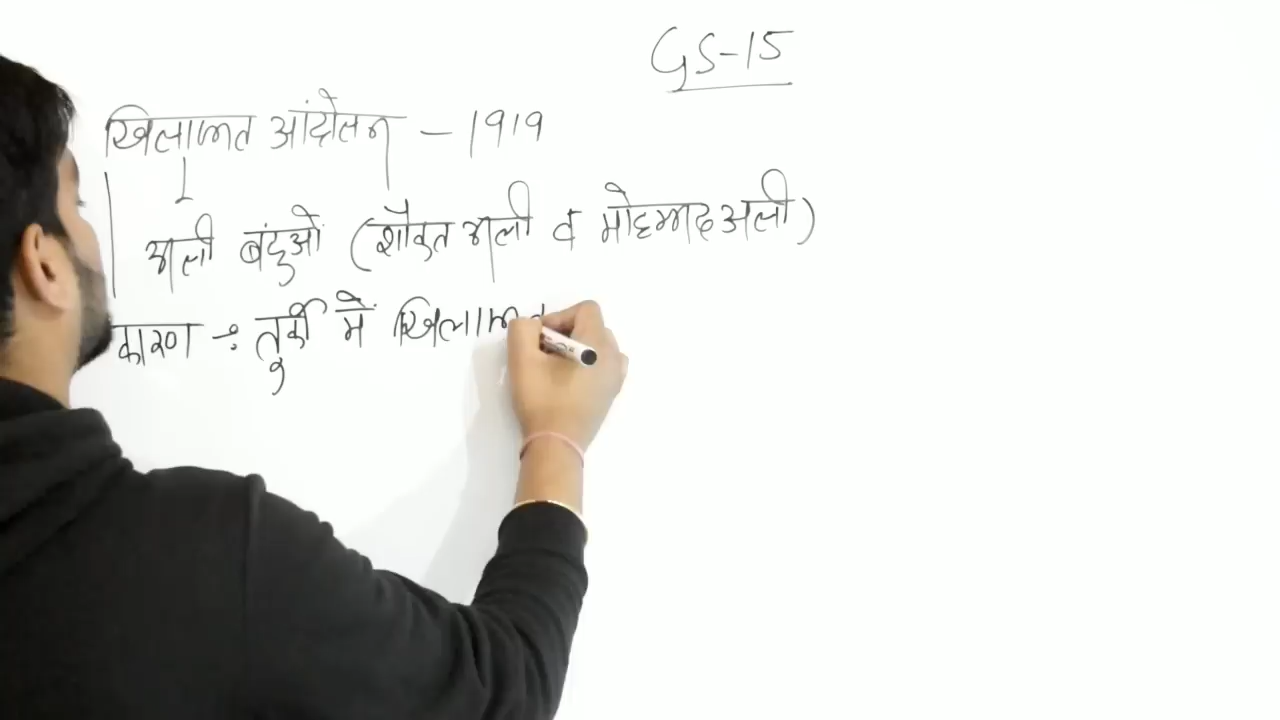 GS-15
खिलाफत आंदोलन - 1919
अली बंधुओं (शौकत अली व मोहम्मद अली)
कारण ÷ तुर्की में खिलाफत